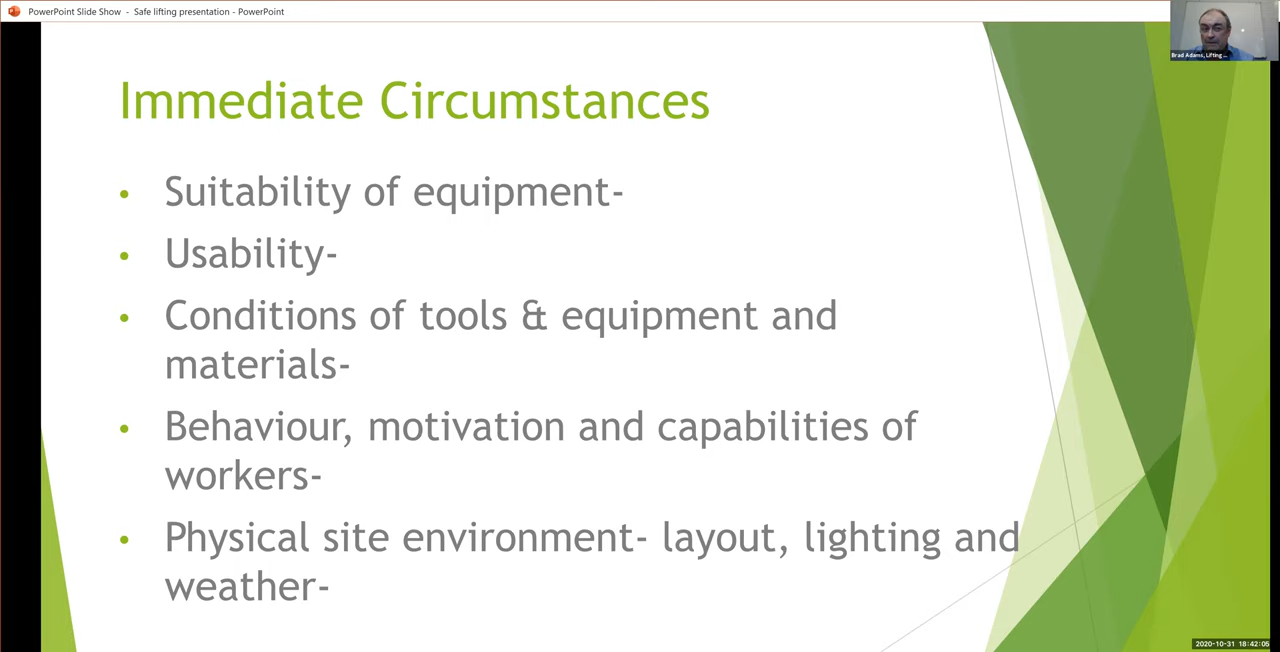 PowerPoint Slide Show - Safe lifting presentation - PowerPoint
Brad Adams, Lifting ...
Immediate Circumstances
• Suitability of equipment-
• Usability-
• Conditions of tools & equipment and
materials-
• Behaviour, motivation and capabilities of
workers-
• Physical site environment- layout, lighting and
weather-
2020-10-31 18:42:05